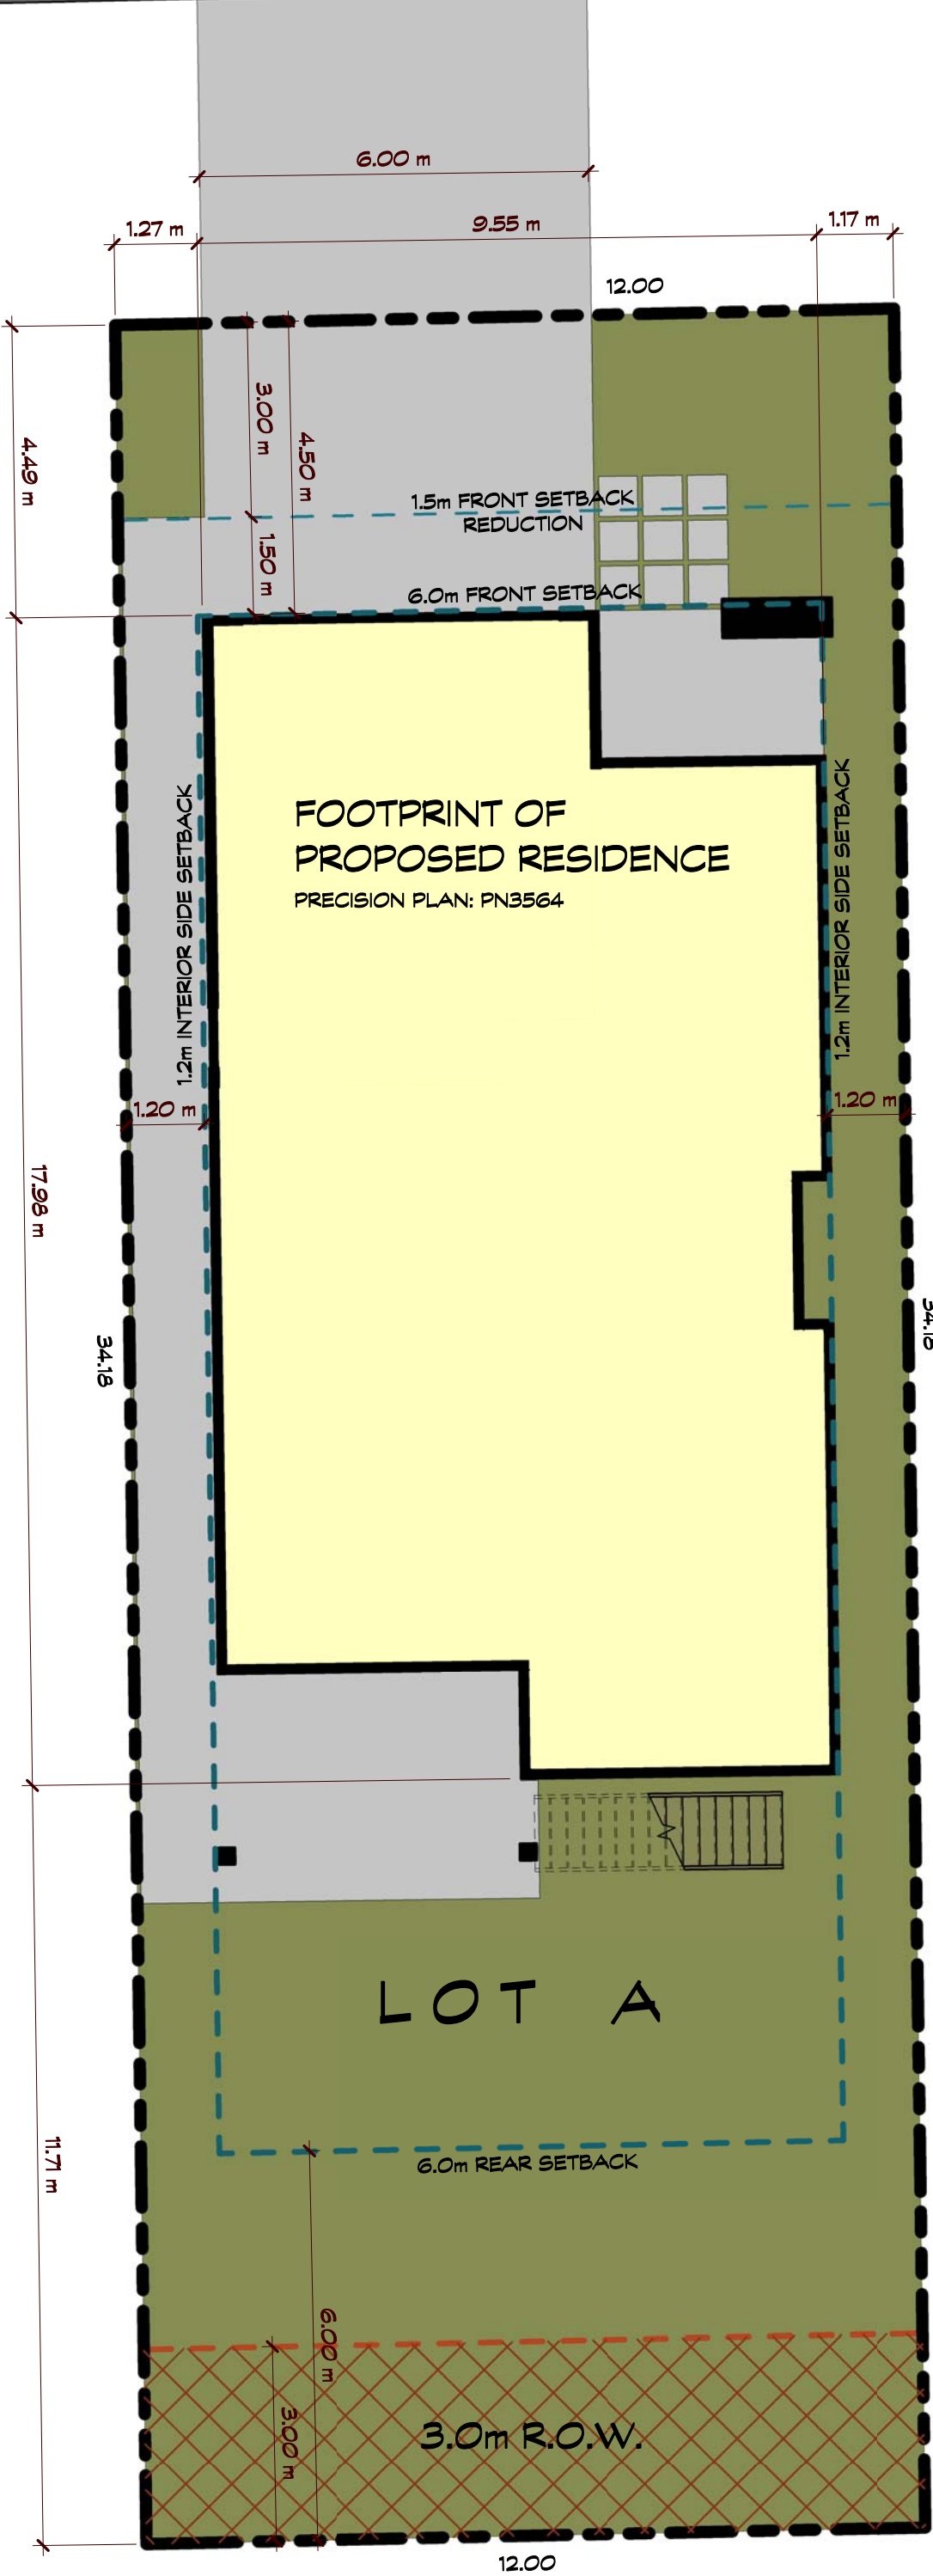 6.00 m
1.27 m
9.55 m
1.17 m
12.00
3.00 m
4.50 m
4.49 m
1.5m FRONT SETBACK
REDUCTION
1.50 m
6.0m FRONT SETBACK
FOOTPRINT OF
PROPOSED RESIDENCE
PRECISION PLAN: PN3564
1.2m INTERIOR SIDE SETBACK
1.2m INTERIOR SIDE SETBACK
1.20 m
1.20 m
17.98 m
34.18
34.18
LOT A
11.71 m
6.0m REAR SETBACK
6.00 m
3.00 m
3.0m R.O.W.
12.00